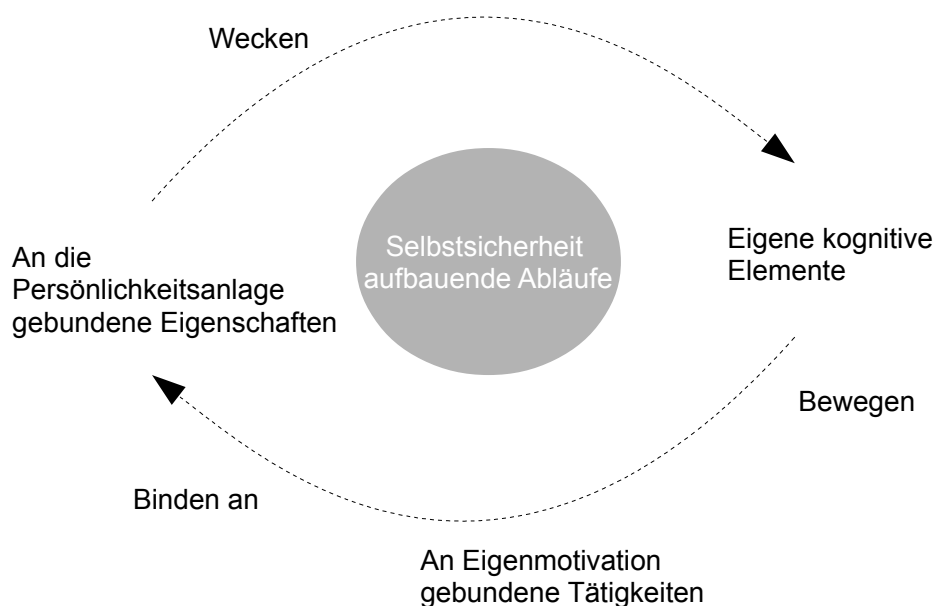 Wecken
Selbstsicherheit
aufbauende Abläufe
Eigene kognitive
Elemente
An die
Persönlichkeitsanlage
gebundene Eigenschaften
Bewegen
Binden an
An Eigenmotivation
gebundene Tätigkeiten